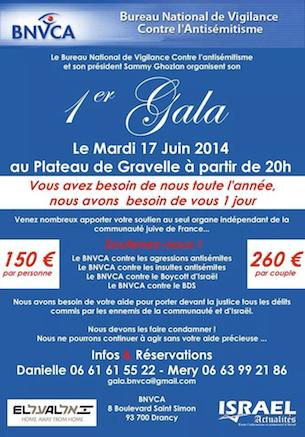 BNVCA
Bureau National de Vigilance
Contre l'Antisémitisme
Le Bureau National de Vigilance Contre l'antisémitisme
et son président Sammy Ghozlan organisent son
1er Gala
Le Mardi 17 Juin 2014
au Plateau de Gravelle à partir de 20h
Vous avez besoin de nous toute l'année,
nous avons besoin de vous 1 jour
Venez nombreux apporter votre soutien au seul organe indépendant de la
communauté juive de France...
Soutenez-nous !
150 €
par personne
Le BNVCA contre les agressions antisémites
Le BNVCA contre les insultes antisémites
Le BNVCA contre le Boycott d'Israël
Le BNVCA contre le BDS
260 €
par couple
Nous avons besoin de votre aide pour porter devant la justice tous les délits
commis par les ennemis de la communauté et d'Israël.
Nous devons les faire condamner !
Nous ne pourrons continuer à agir sans votre aide précieuse ...
Infos & Réservations
Danielle 06 61 61 55 22 - Mery 06 63 99 21 86
gala.bnvca@gmail.com
EL AL אל על
HOME AWAY FROM HOME
BNVCA
8 Boulevard Saint Simon
93 700 Drancy
ISRAEL
Actualités